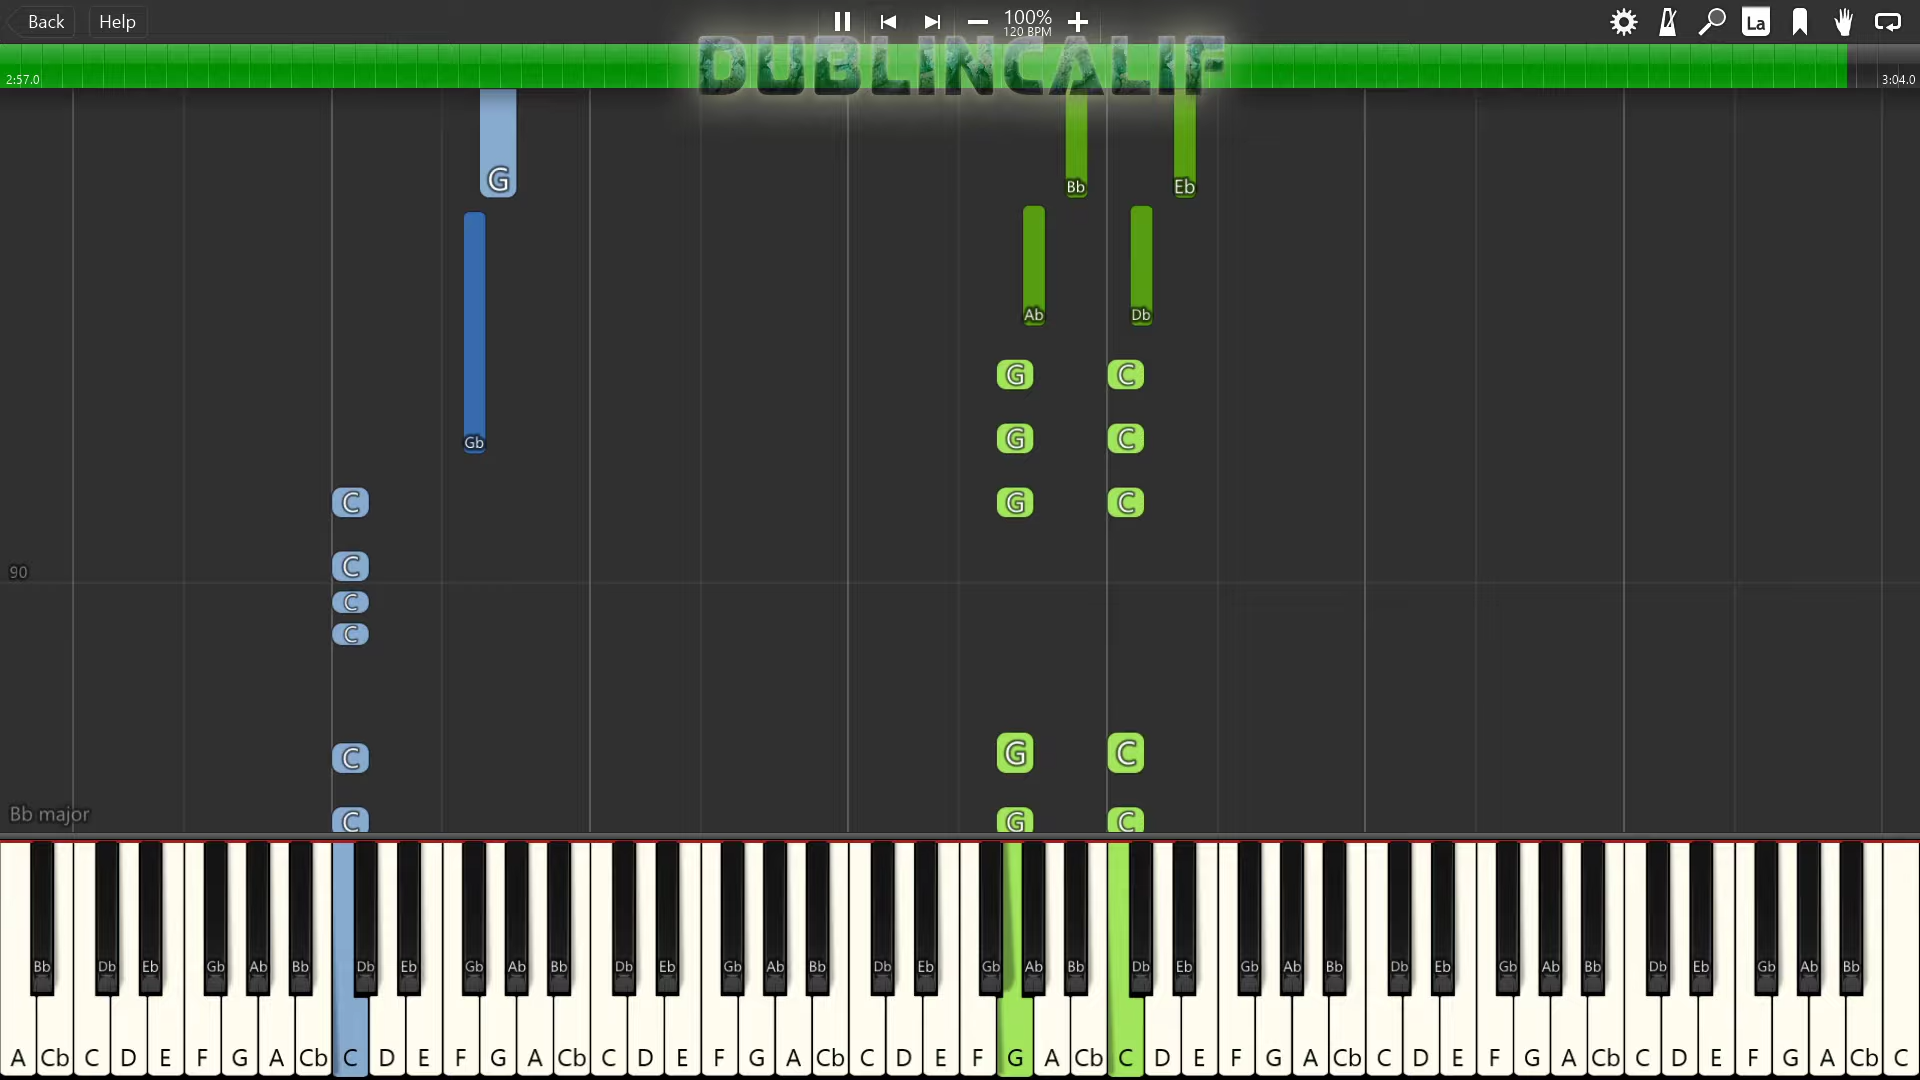 Back Help 100%
120 BPM
La
DUBLINCALIF
2:57.0 3:04.0
G
Bb Eb
Ab Db
G C
Gb G C
C G C
C
90
C
C
C G C
Bb major
C G C
Bb Db Eb Gb Ab Bb Db Eb Gb Ab Bb Db Eb Gb Ab Bb Db Eb Gb Ab Bb Db Eb Gb Ab Bb Db Eb Gb Ab Bb Db Eb Gb Ab Bb
A Cb C D E F G A Cb C D E F G A Cb C D E F G A Cb C D E F G A Cb C D E F G A Cb C D E F G A Cb C D E F G A Cb C